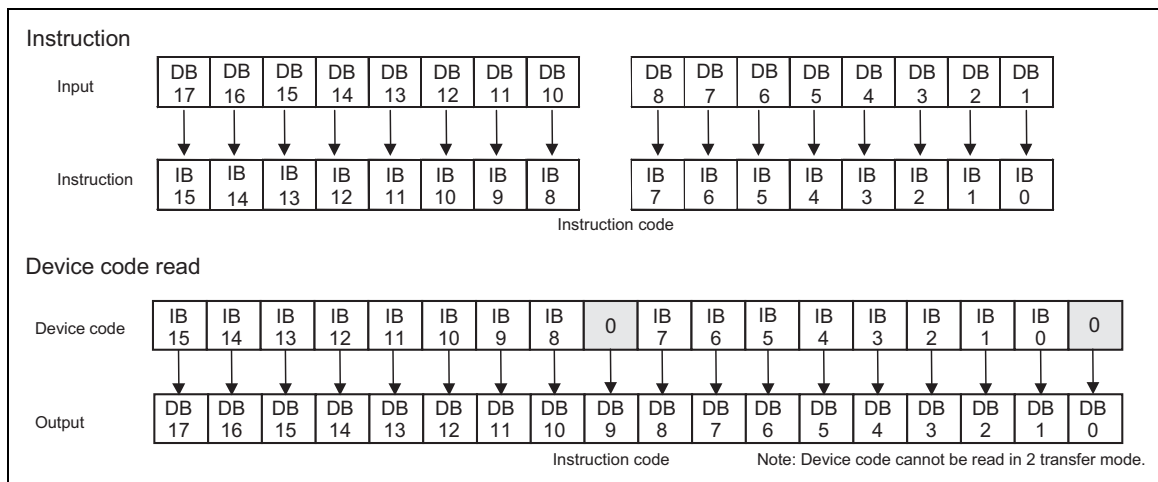 Instruction
DB DB DB DB DB DB DB DB DB DB DB DB DB DB DB DB
Input
17 16 15 14 13 12 11 10 8 7 6 5 4 3 2 1
IB IB IB IB IB IB IB IB IB IB IB IB IB IB IB IB
Instruction
15 14 13 12 11 10 9 8 7 6 5 4 3 2 1 0
Instruction code
Device code read
IB IB IB IB IB IB IB IB IB IB IB IB IB IB IB IB
Device code 0 0
15 14 13 12 11 10 9 8 7 6 5 4 3 2 1 0
DB DB DB DB DB DB DB DB DB DB DB DB DB DB DB DB DB DB
Output
17 16 15 14 13 12 11 10 9 8 7 6 5 4 3 2 1 0
Instruction code Note: Device code cannot be read in 2 transfer mode.